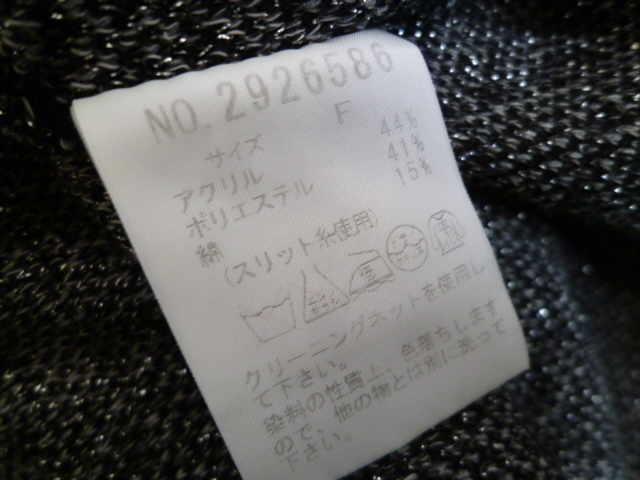 NO.2926586
サイズ F
アクリル 44%
ポリエステル 41%
綿 15%
(スリット糸使用)
クリーニングネットを使用し
て下さい。
染料の性質上、色落ちします
ので、他の物とは別に洗って
下さい。